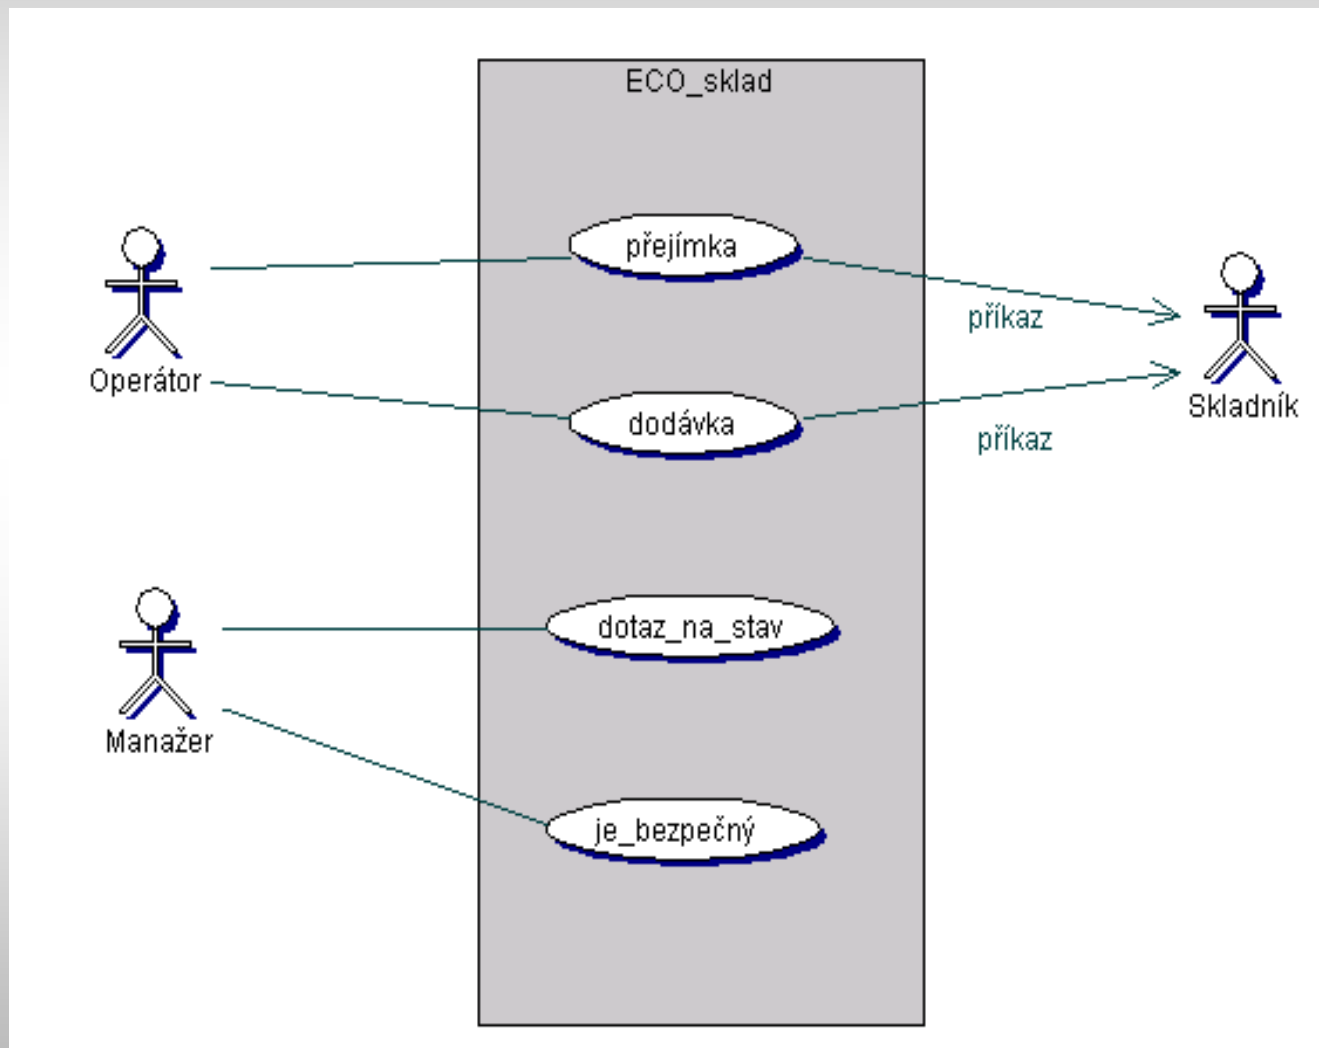 ECO_sklad
přejímka
příkaz
Operátor
Skladník
dodávka
příkaz
dotaz_na_stav
Manažer
je_bezpečný